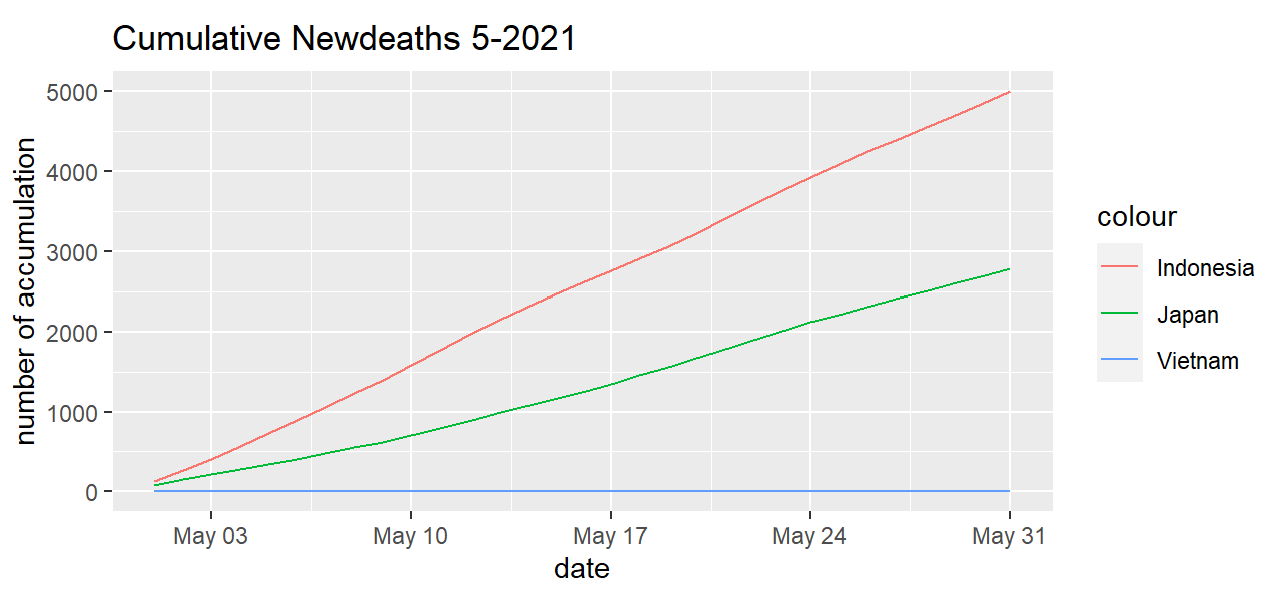 Cumulative Newdeaths 5-2021
number of accumulation
5000
4000
3000
2000
1000
0
May 03 May 10 May 17 May 24 May 31
date
colour
Indonesia
Japan
Vietnam